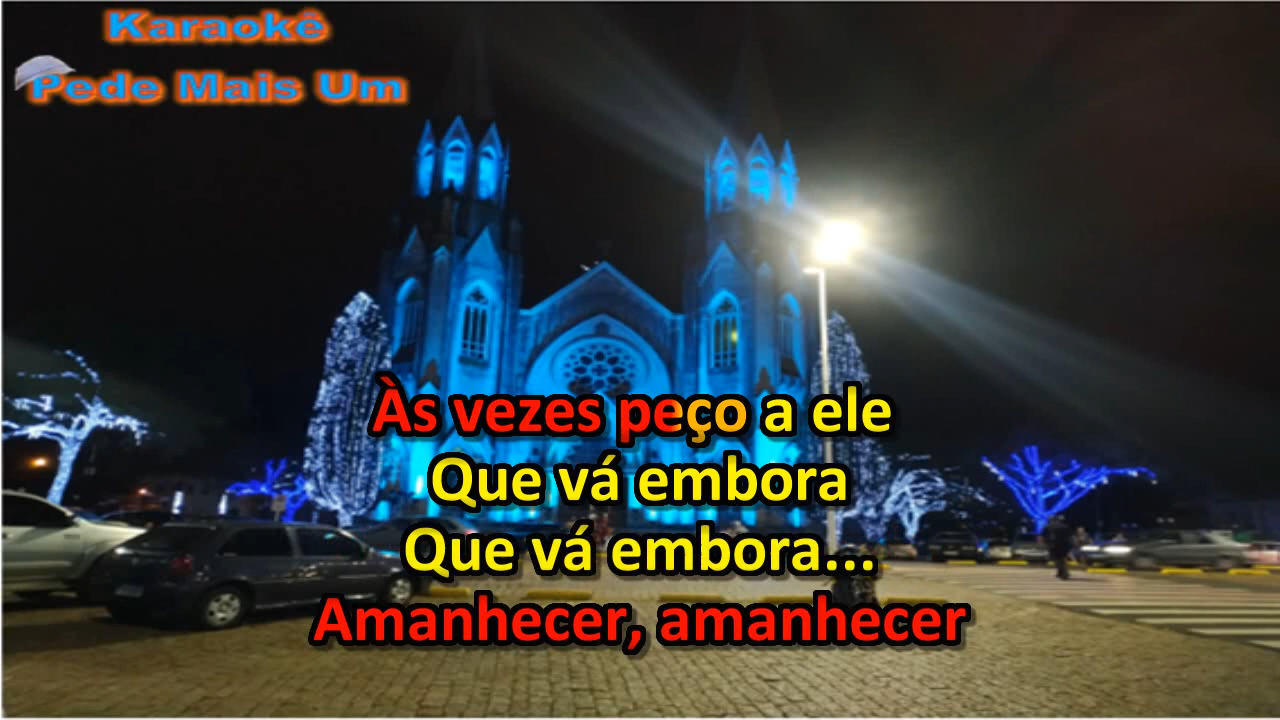 Karaokê
Pede Mais Um
Às vezes peço a ele
Que vá embora
Que vá embora...
Amanhecer, amanhecer